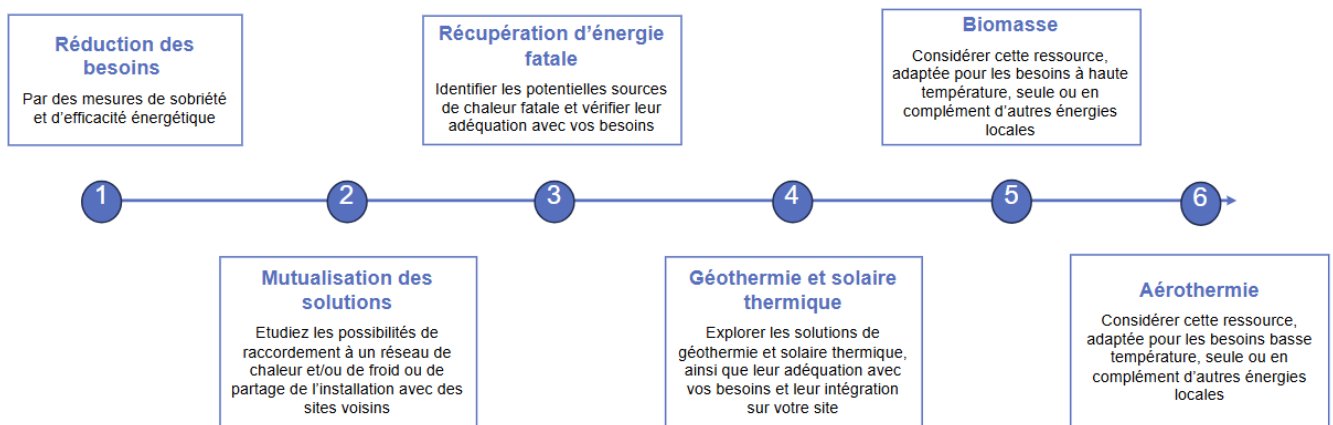 Réduction des
besoins
Par des mesures de sobriété
et d'efficacité énergétique
Récupération d'énergie
fatale
Identifier les potentielles sources
de chaleur fatale et vérifier leur
adéquation avec vos besoins
Biomasse
Considérer cette ressource,
adaptée pour les besoins à haute
température, seule ou en
complément d'autres énergies
locales
1
2
3
4
5
6
Mutualisation des
solutions
Etudiez les possibilités de
raccordement à un réseau de
chaleur et/ou de froid ou de
partage de l'installation avec des
sites voisins
Géothermie et solaire
thermique
Explorer les solutions de
géothermie et solaire thermique,
ainsi que leur adéquation avec
vos besoins et leur intégration
sur votre site
Aérothermie
Considérer cette ressource,
adaptée pour les besoins basse
température, seule ou en
complément d'autres énergies
locales